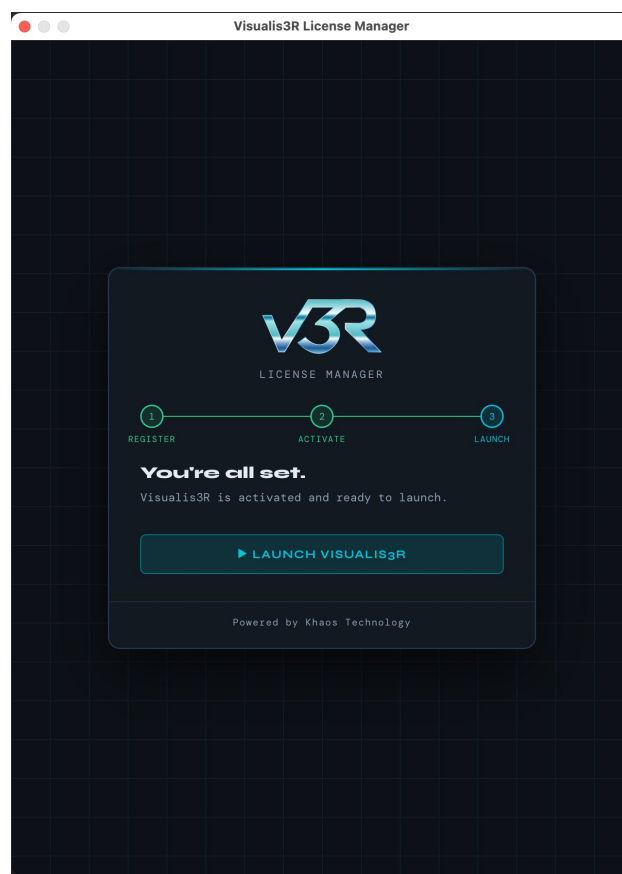 Visualis3R License Manager
V3R
LICENSE MANAGER
1 2 3
REGISTER ACTIVATE LAUNCH
You're all set.
Visualis3R is activated and ready to launch.
LAUNCH VISUALIS3R
Powered by Khaos Technology